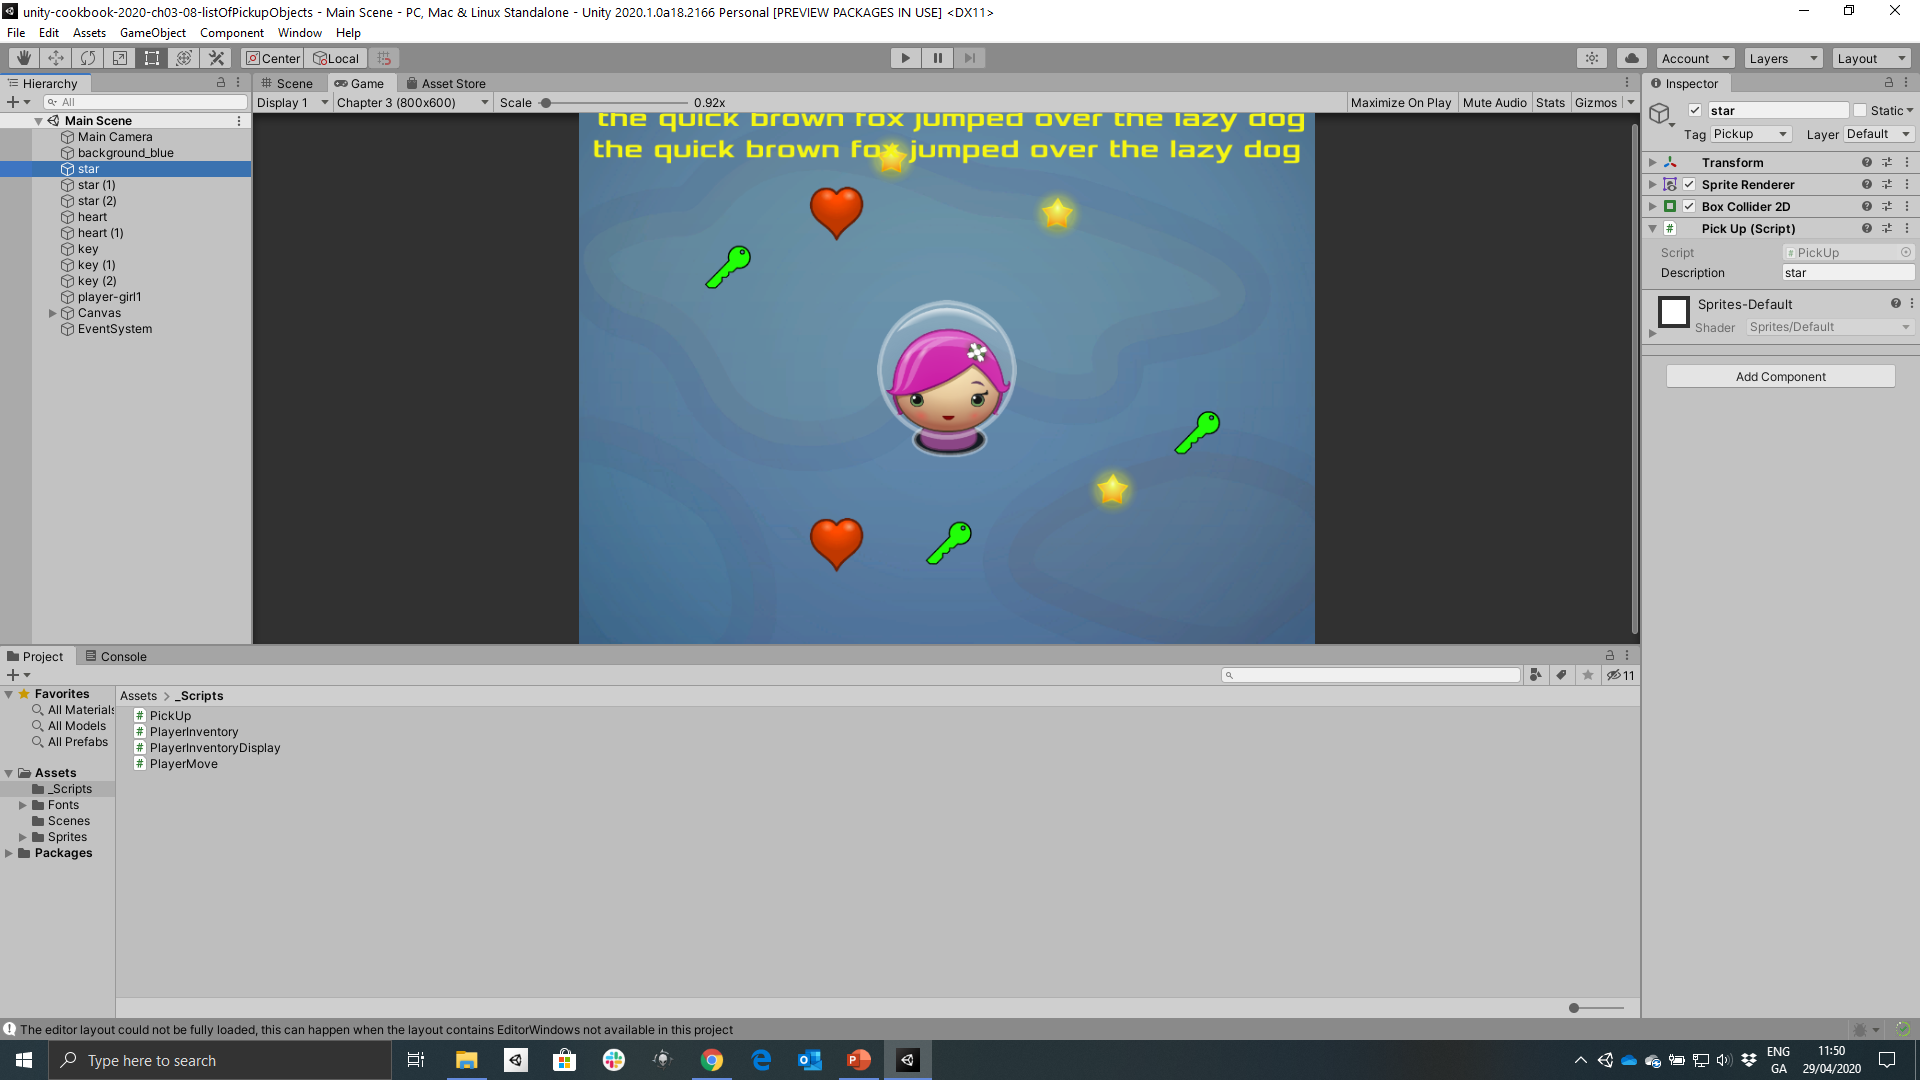 unity-cookbook-2020-ch03-08-listOfPickupObjects - Main Scene - PC, Mac & Linux Standalone - Unity 2020.1.0a18.2166 Personal [PREVIEW PACKAGES IN USE] <DX11>
File Edit Assets GameObject Component Window Help
Center Local Account Layers Layout
Hierarchy
All
Main Scene
Main Camera
background_blue
star
star (1)
star (2)
heart
heart (1)
key
key (1)
key (2)
player-girl1
Canvas
EventSystem
Scene Game Asset Store
Display 1 Chapter 3 (800x600) Scale 0.92x Maximize On Play Mute Audio Stats Gizmos
the quick brown fox jumped over the lazy dog
the quick brown fox jumped over the lazy dog
Inspector
star Static
Tag Pickup Layer Default
Transform
Sprite Renderer
Box Collider 2D
# Pick Up (Script)
Script # PickUp
Description star
Sprites-Default
Shader Sprites/Default
Add Component
Project Console
11
Favorites
All Materials
All Models
All Prefabs
Assets
_Scripts
Fonts
Scenes
Sprites
Packages
Assets > _Scripts
# PickUp
# PlayerInventory
# PlayerInventoryDisplay
# PlayerMove
The editor layout could not be fully loaded, this can happen when the layout contains EditorWindows not available in this project
Type here to search
ENG
GA
11:50
29/04/2020